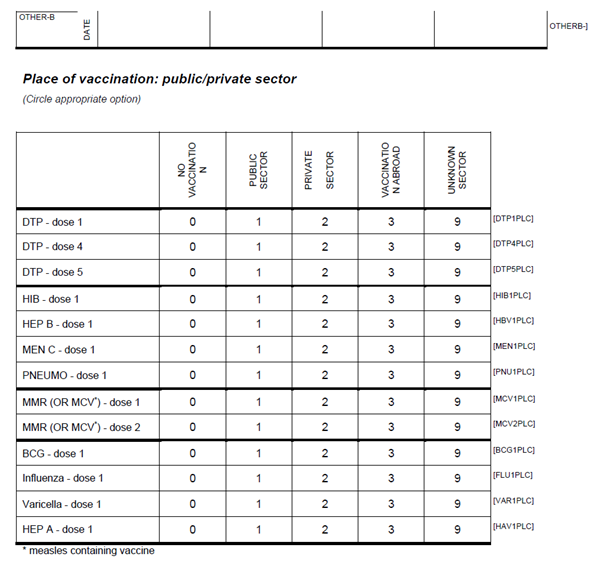 OTHER-B
DATE
OTHERB-]
Place of vaccination: public/private sector
(Circle appropriate option)
NO VACCINATIO N
PUBLIC SECTOR
PRIVATE SECTOR
VACCINATIO N ABROAD
UNKNOWN SECTOR
DTP - dose 1 0 1 2 3 9 [DTP1PLC]
DTP - dose 4 0 1 2 3 9 [DTP4PLC]
DTP - dose 5 0 1 2 3 9 [DTP5PLC]
HIB - dose 1 0 1 2 3 9 [HIB1PLC]
HEP B - dose 1 0 1 2 3 9 [HBV1PLC]
MEN C - dose 1 0 1 2 3 9 [MEN1PLC]
PNEUMO - dose 1 0 1 2 3 9 [PNU1PLC]
MMR (OR MCV*) - dose 1 0 1 2 3 9 [MCV1PLC]
MMR (OR MCV*) - dose 2 0 1 2 3 9 [MCV2PLC]
BCG - dose 1 0 1 2 3 9 [BCG1PLC]
Influenza - dose 1 0 1 2 3 9 [FLU1PLC]
Varicella - dose 1 0 1 2 3 9 [VAR1PLC]
HEP A - dose 1 0 1 2 3 9 [HAV1PLC]
* measles containing vaccine